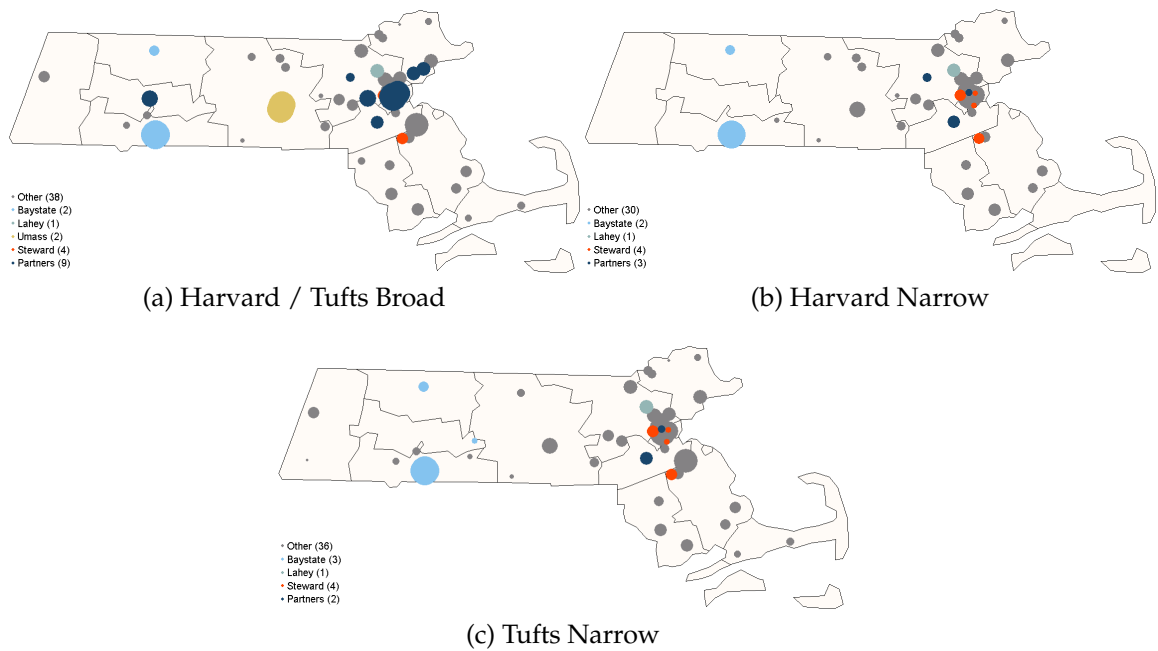 Other (38)
Baystate (2)
Lahey (1)
Umass (2)
Steward (4)
Partners (9)
(a) Harvard / Tufts Broad
Other (30)
Baystate (2)
Lahey (1)
Steward (4)
Partners (3)
(b) Harvard Narrow
Other (36)
Baystate (3)
Lahey (1)
Steward (4)
Partners (2)
(c) Tufts Narrow